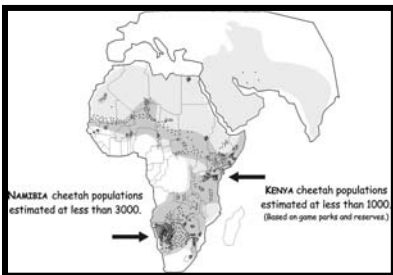 NAMIBIA cheetah populations
estimated at less than 3000.
KENYA cheetah populations
estimated at less than 1000.
(Based on game parks and reserves.)